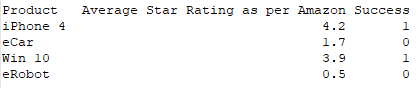 Product Average Star Rating as per Amazon Success
iPhone 4 4.2 1
eCar 1.7 0
Win 10 3.9 1
eRobot 0.5 0